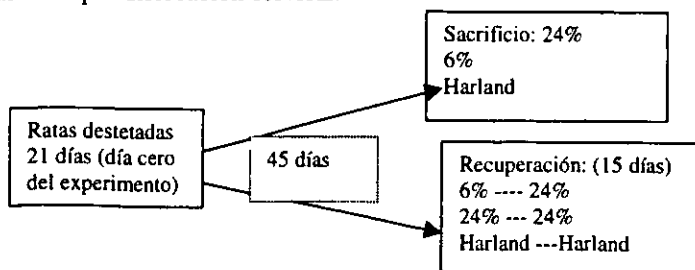 Ratas destetadas
21 días (día cero
del experimento)
45 días
Sacrificio: 24%
6%
Harland
Recuperación: (15 días)
6% ---- 24%
24% --- 24%
Harland ---Harland